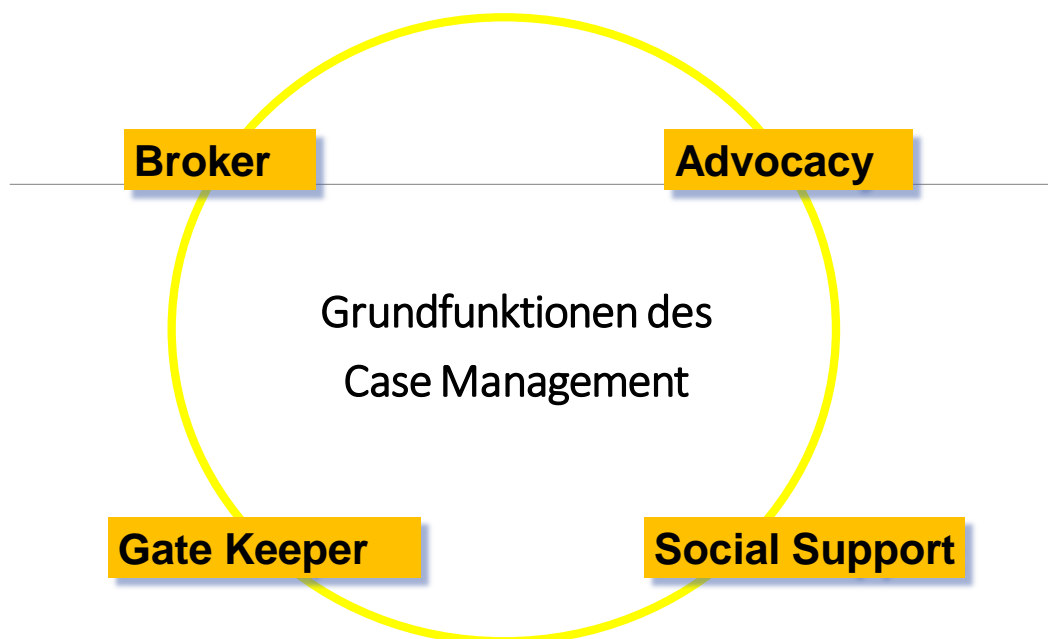 Broker
Advocacy
Grundfunktionen des
Case Management
Gate Keeper
Social Support